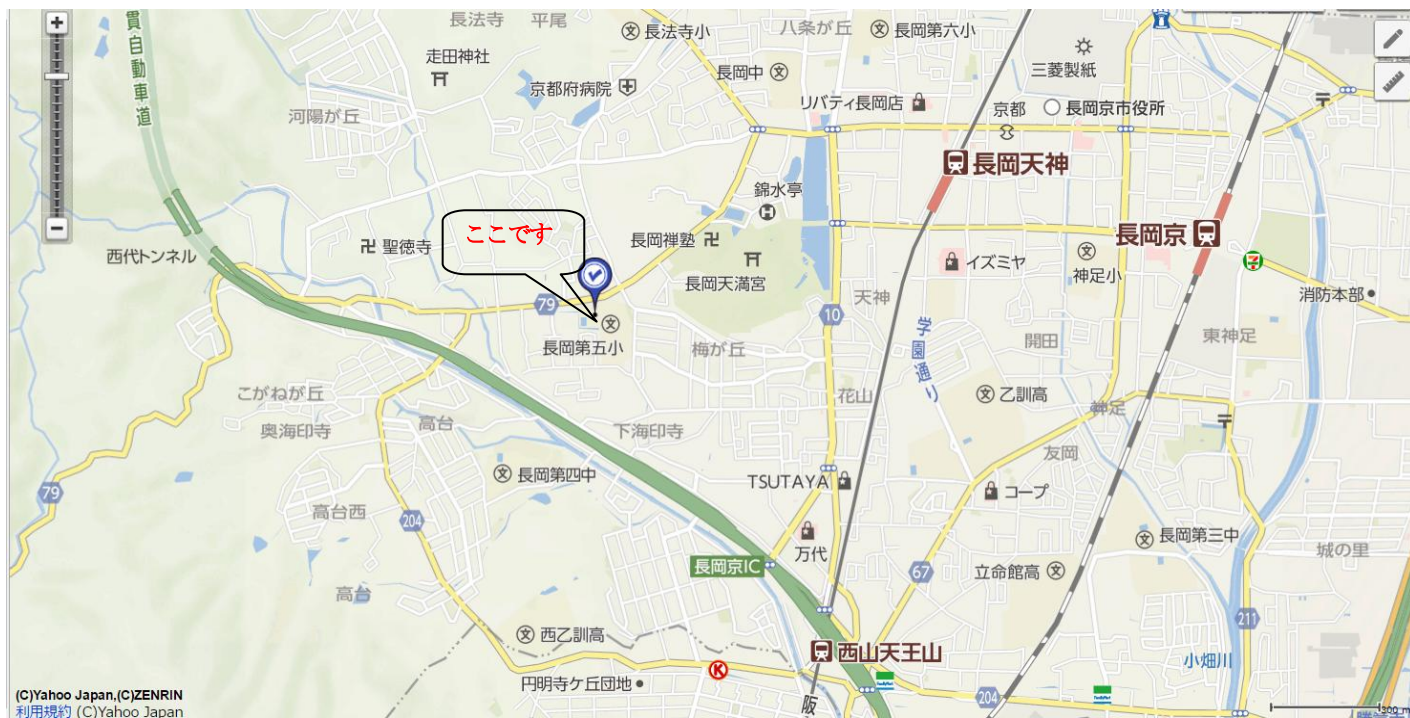 長法寺
平尾
長法寺小
八条が丘
長岡第六小
貫自動車道
走田神社
長岡中
三菱製紙
京都府病院
リバティ長岡店
京都
長岡京市役所
河陽が丘
長岡天神
錦水亭
ここです
長岡禅塾
聖徳寺
西代トンネル
長岡京
イズミヤ
神足小
長岡天満宮
消防本部
79
天神
10
学園通り
開田
東神足
長岡第五小
梅が丘
こがねが丘
奥海印寺
高台
下海印寺
花山
乙訓高
神足
友岡
長岡第四中
TSUTAYA
コープ
79
高台西
204
長岡第三中
城の里
万代
長岡京IC
67
立命館高
高台
211
西乙訓高
西山天王山
小畑川
K
円明寺ケ丘団地
阪
FamilyMart
FamilyMart
204
(C)Yahoo Japan,(C)ZENRIN
利用規約 (C)Yahoo Japan
300 m